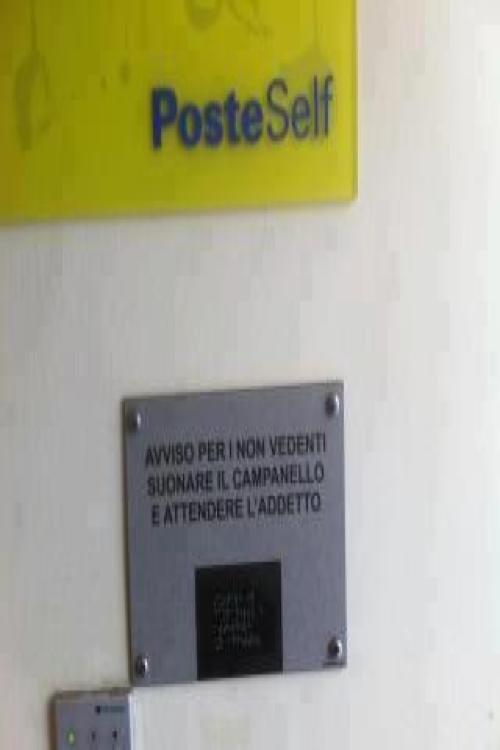 PosteSelf
AVVISO PER I NON VEDENTI
SUONARE IL CAMPANELLO
E ATTENDERE L'ADDETTO